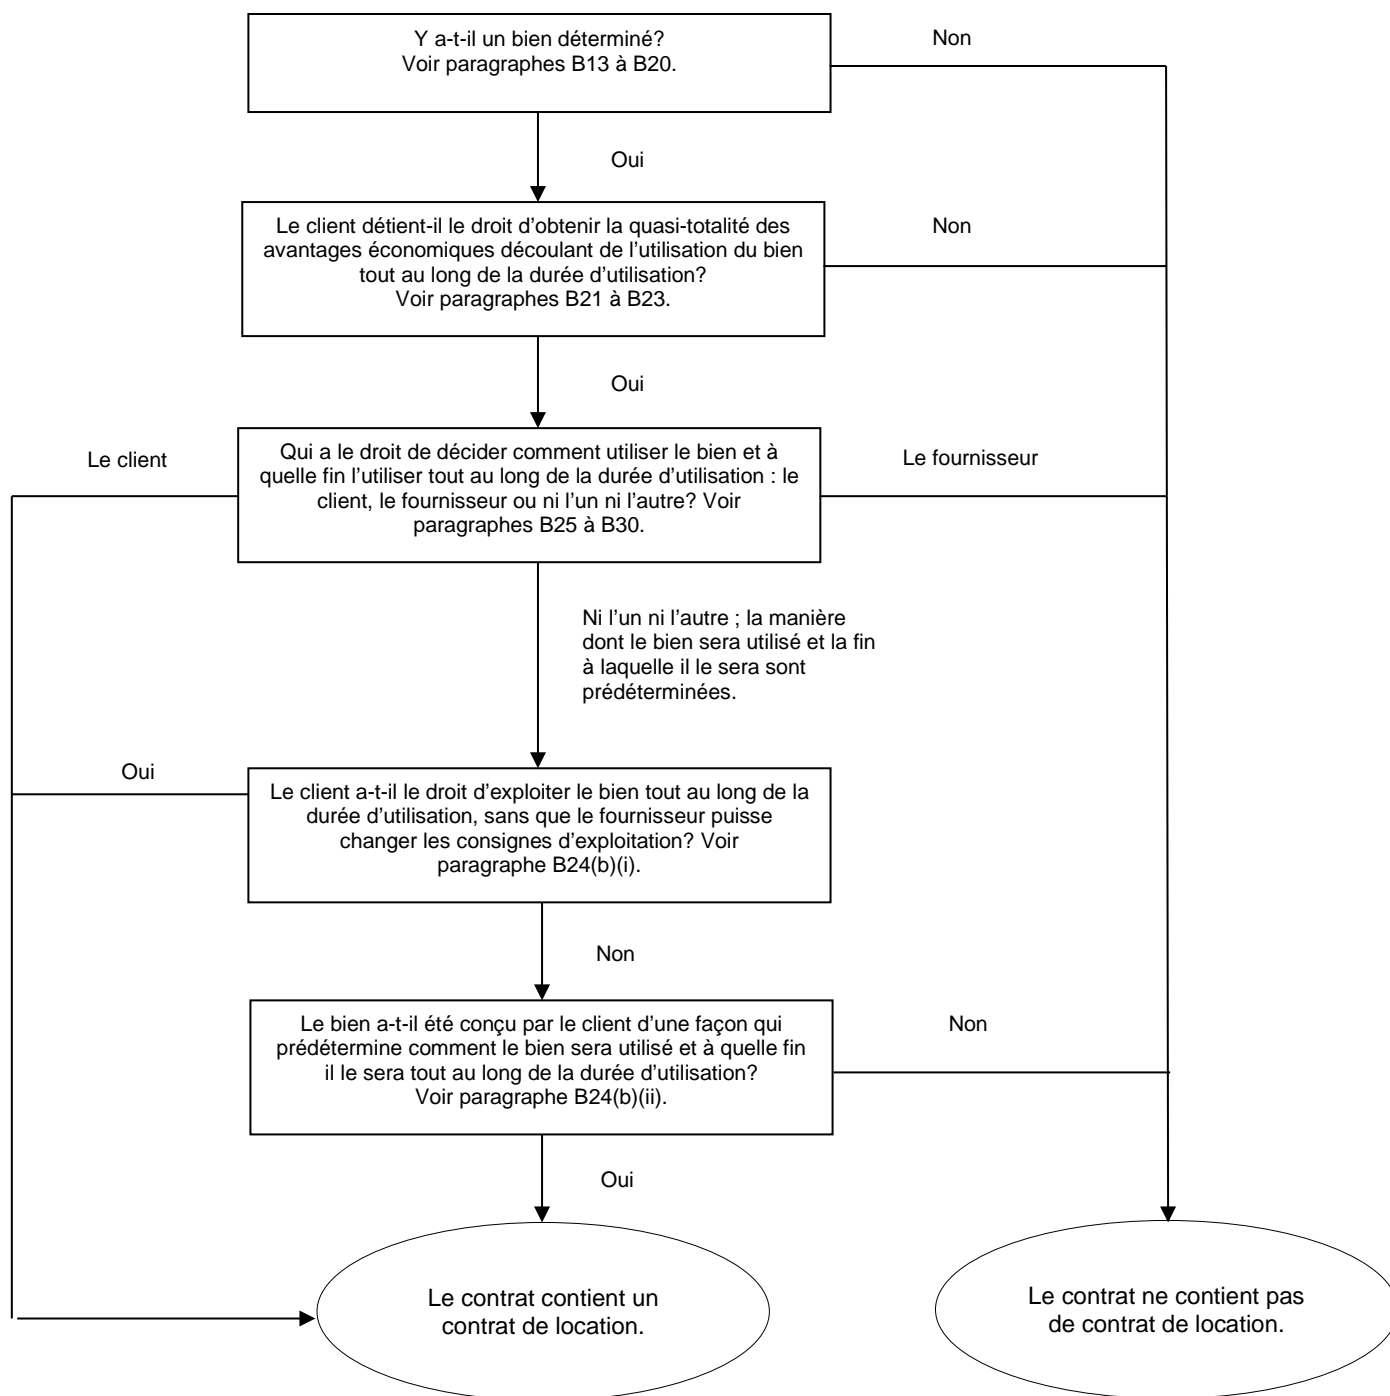 Y a-t-il un bien déterminé?
Voir paragraphes B13 à B20.
Non
Oui
Le client détient-il le droit d'obtenir la quasi-totalité des
avantages économiques découlant de l'utilisation du bien
tout au long de la durée d'utilisation?
Voir paragraphes B21 à B23.
Non
Oui
Le client
Qui a le droit de décider comment utiliser le bien et à
quelle fin l'utiliser tout au long de la durée d'utilisation : le
client, le fournisseur ou ni l'un ni l'autre? Voir
paragraphes B25 à B30.
Le fournisseur
Ni l'un ni l'autre ; la manière
dont le bien sera utilisé et la fin
à laquelle il le sera sont
prédéterminées.
Oui
Le client a-t-il le droit d'exploiter le bien tout au long de la
durée d'utilisation, sans que le fournisseur puisse
changer les consignes d'exploitation? Voir
paragraphe B24(b)(i).
Non
Le bien a-t-il été conçu par le client d'une façon qui
prédétermine comment le bien sera utilisé et à quelle fin
il le sera tout au long de la durée d'utilisation?
Voir paragraphe B24(b)(ii).
Non
Oui
Le contrat contient un
contrat de location.
Le contrat ne contient pas
de contrat de location.